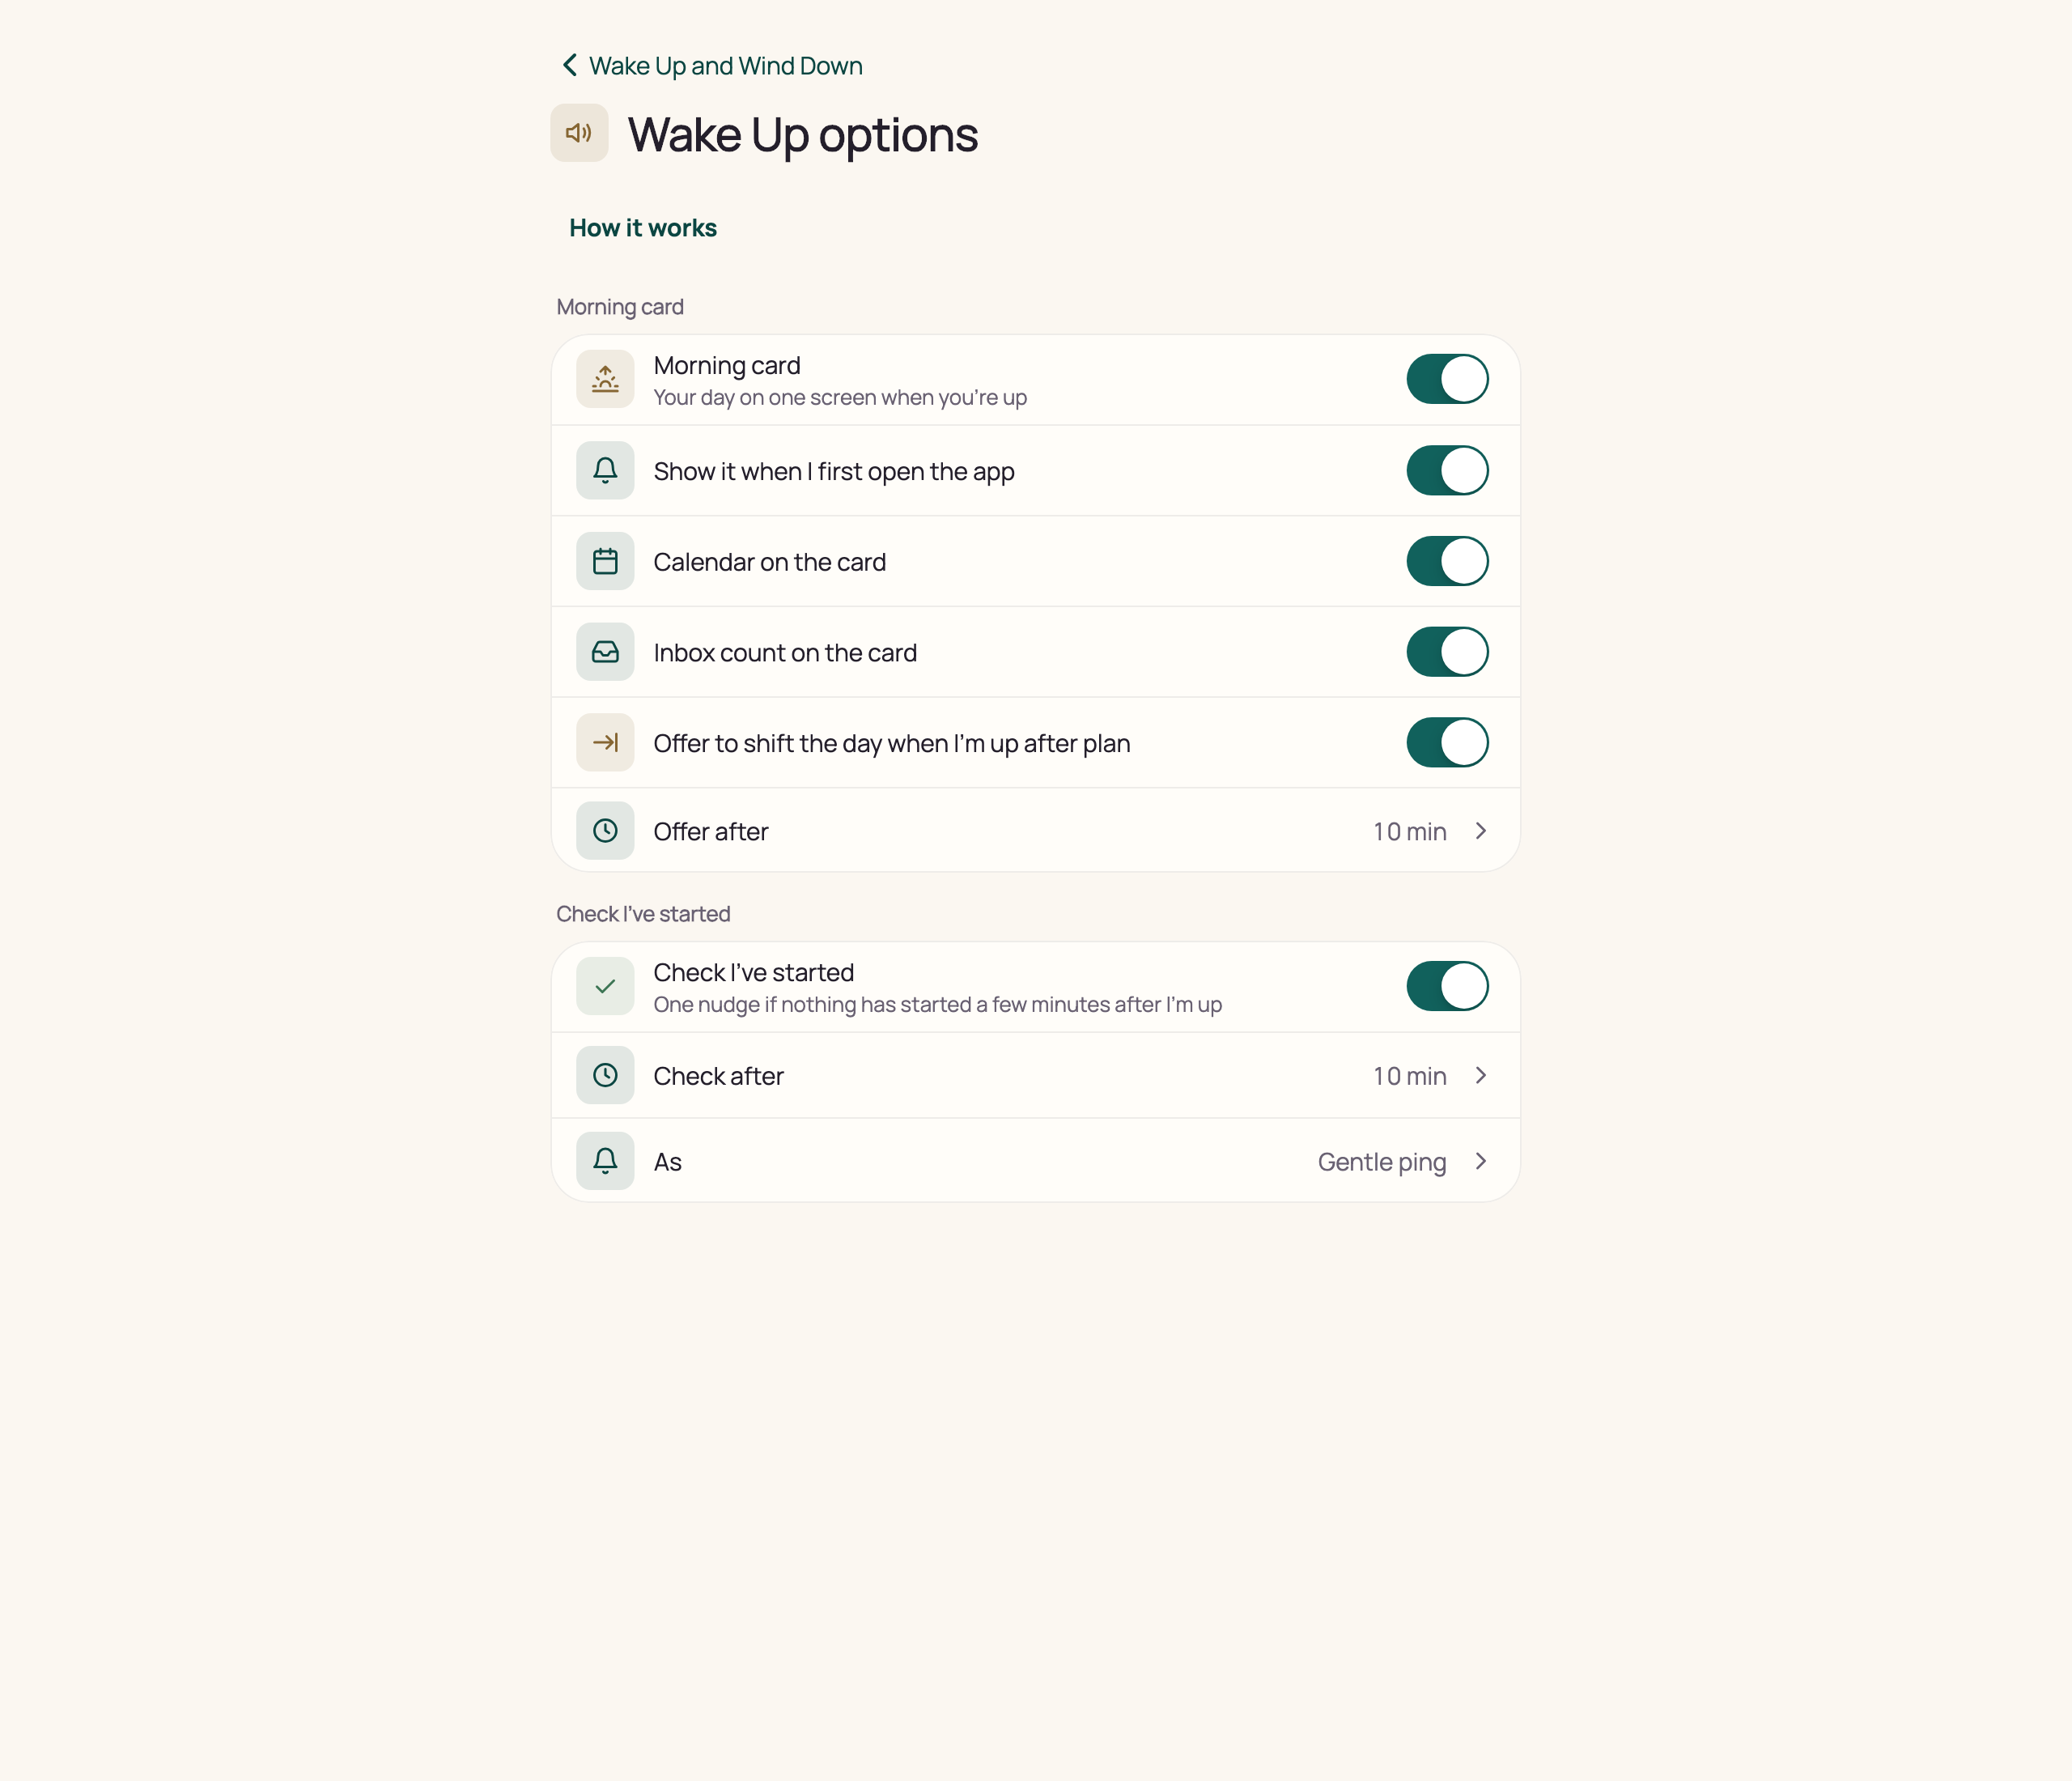 Wake Up and Wind Down
Wake Up options
How it works
Morning card
Morning card
Your day on one screen when you're up
Show it when I first open the app
Calendar on the card
Inbox count on the card
Offer to shift the day when I'm up after plan
Offer after
10 min
Check I've started
Check I've started
One nudge if nothing has started a few minutes after I'm up
Check after
10 min
As
Gentle ping